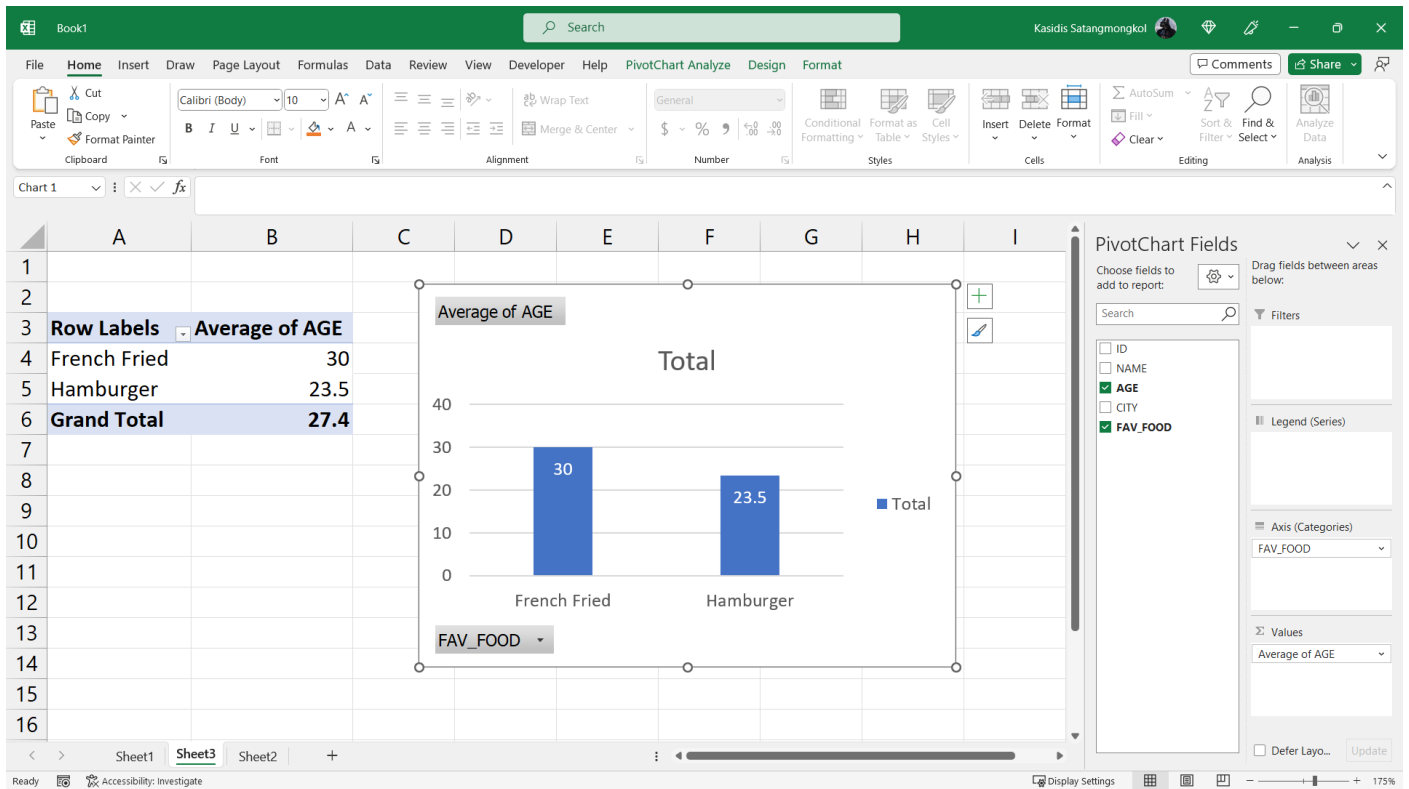 Book1
Search
Kasidis Satangmongkol
File Home Insert Draw Page Layout Formulas Data Review View Developer Help PivotChart Analyze Design Format
Comments Share
Paste
Cut
Copy
Format Painter
Clipboard
Calibri (Body) 10 A A
B I U A
Font
Wrap Text
Merge & Center
Alignment
General
$ % 9
Number
Conditional Formatting
Format as Table
Cell Styles
Styles
Insert Delete Format
Cells
AutoSum
Fill
Clear
Sort & Filter
Find & Select
Editing
Analyze Data
Analysis
Chart 1 fx
A B C D E F G H I
1
2
3 Row Labels Average of AGE
4 French Fried 30
5 Hamburger 23.5
6 Grand Total 27.4
7
8
9
10
11
12
13
14
15
16
Average of AGE
Total
40
30
20
10
0
30
23.5
Total
French Fried Hamburger
FAV_FOOD
PivotChart Fields
Choose fields to
add to report:
Search
ID
NAME
AGE
CITY
FAV_FOOD
Drag fields between areas
below:
Filters
Legend (Series)
Axis (Categories)
FAV_FOOD
Σ Values
Average of AGE
Defer Layo... Update
Sheet1 Sheet3 Sheet2
Ready Accessibility: Investigate Display Settings 175%